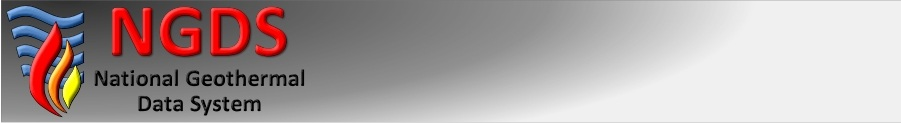 NGDS
National Geothermal
Data System